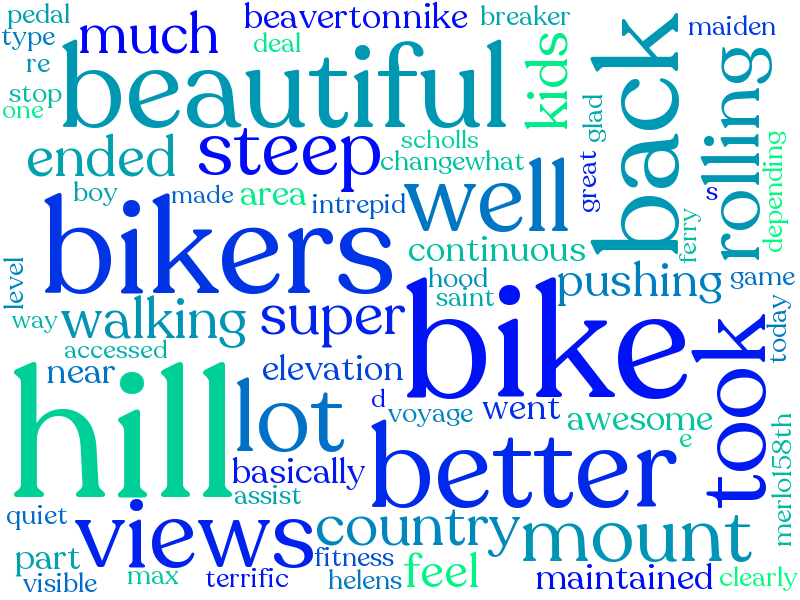 pedal
beavertonnike
breaker
type
much
maiden
deal
re
beautiful
kids
back
rolling
stop
one
glad
ended
steep
scholls
changewhat
depending
boy
made
area
intrepid
well
great
s
bikers
continuous
ferry
level
hood
pushing
game
saint
way
walking
super
bike
today
accessed
near
elevation
took
hill
lot
d
voyage
went
awesome
e
better
merlo158th
basically
assist
quiet
views
country
mount
part
fitness
feel
visible
max
terrific
helens
maintained
clearly